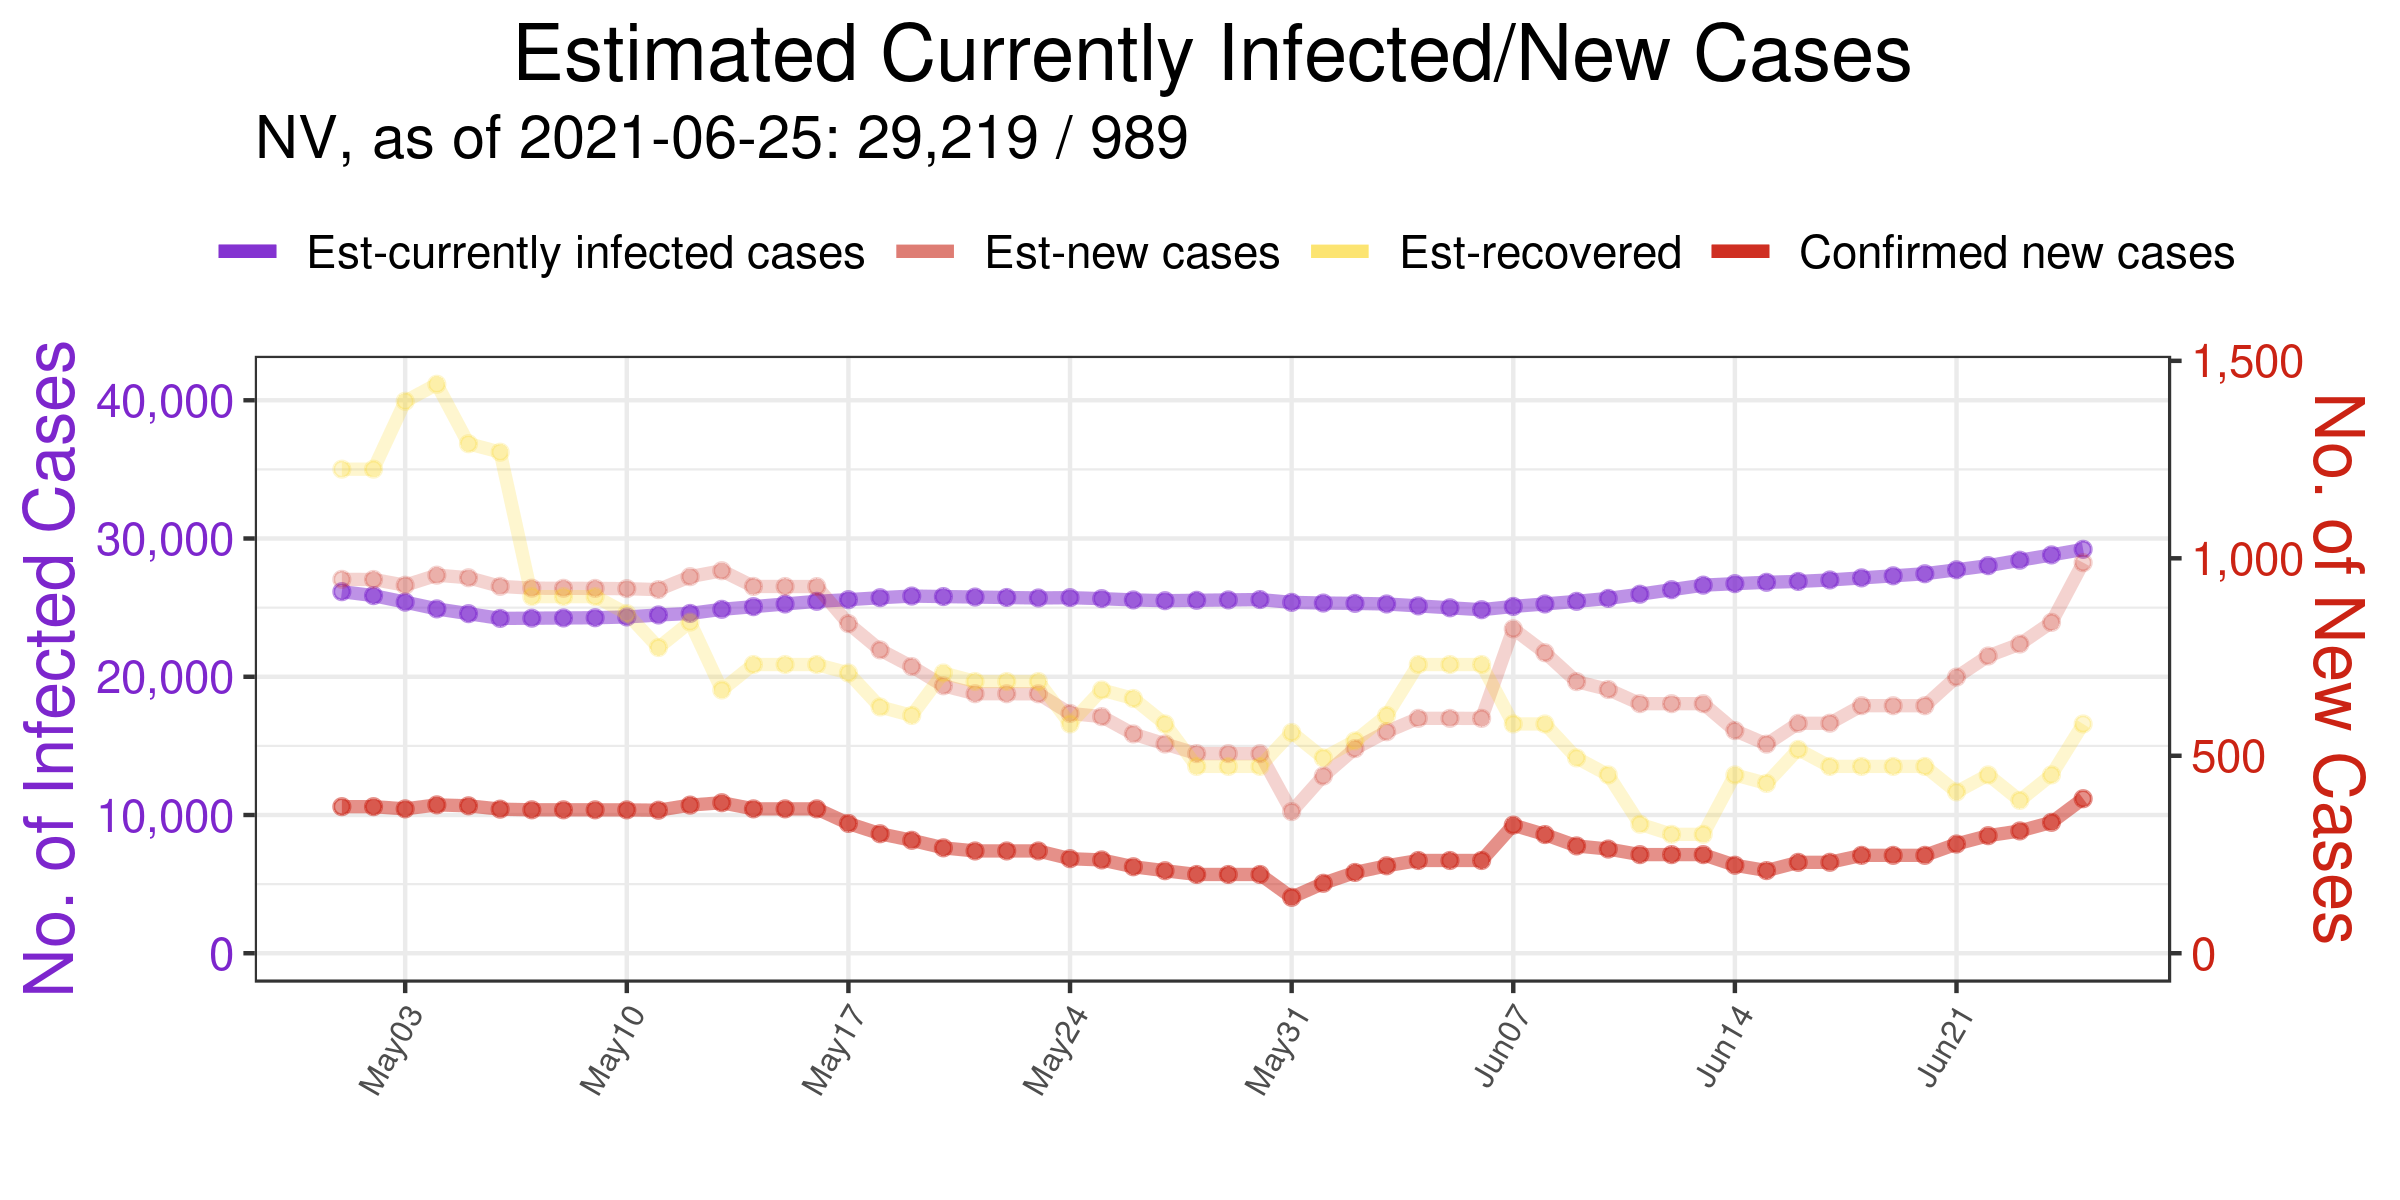 Estimated Currently Infected/New Cases
NV, as of 2021-06-25: 29,219 / 989
Est-currently infected cases Est-new cases Est-recovered Confirmed new cases
No. of Infected Cases
40,000
30,000
20,000
10,000
0
1,500
1,000
500
0
No. of New Cases
May03 May10 May17 May24 May31 Jun07 Jun14 Jun21